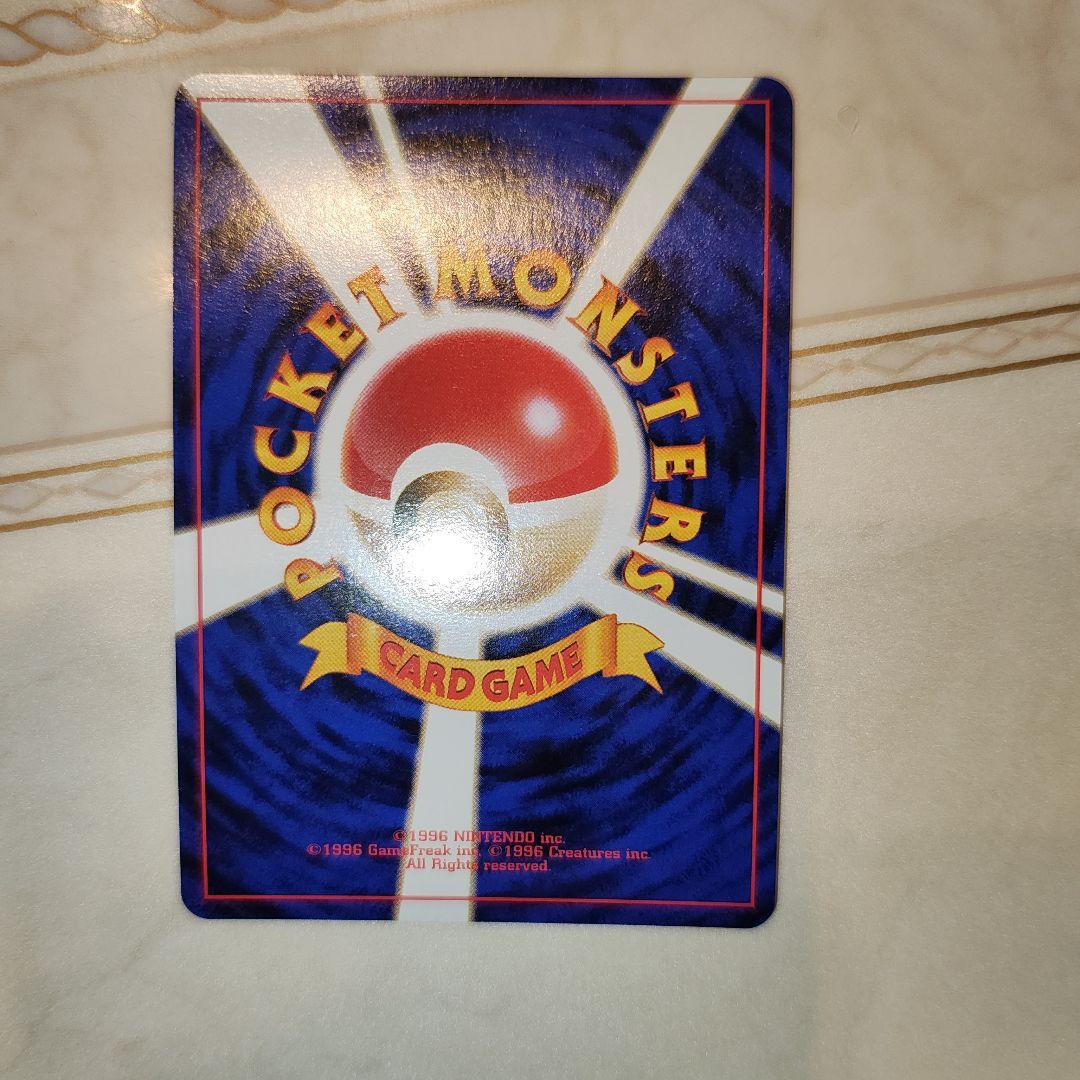 POCKET MONSTERS
CARD GAME
©1996 NINTENDO inc.
©1996 GameFreak inc. ©1996 Creatures inc.
All Rights reserved.